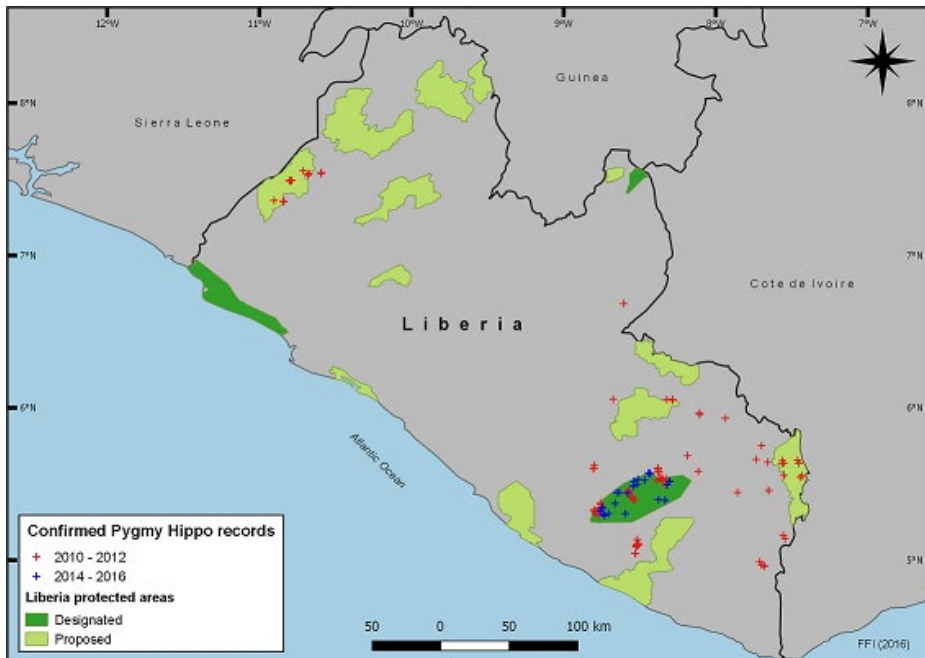 12°W 11°W 10°W 9°W 8°W 7°W
Guinea
8°N 8°N
Sierra Leone
7°N 7°N
Cote de Ivoire
Liberia
6°N 6°N
Atlantic Ocean
Confirmed Pygmy Hippo records
2010 - 2012
2014 - 2016
Liberia protected areas
Designated
Proposed
5°N 5°N
50 0 50 100 km
FFI (2016)